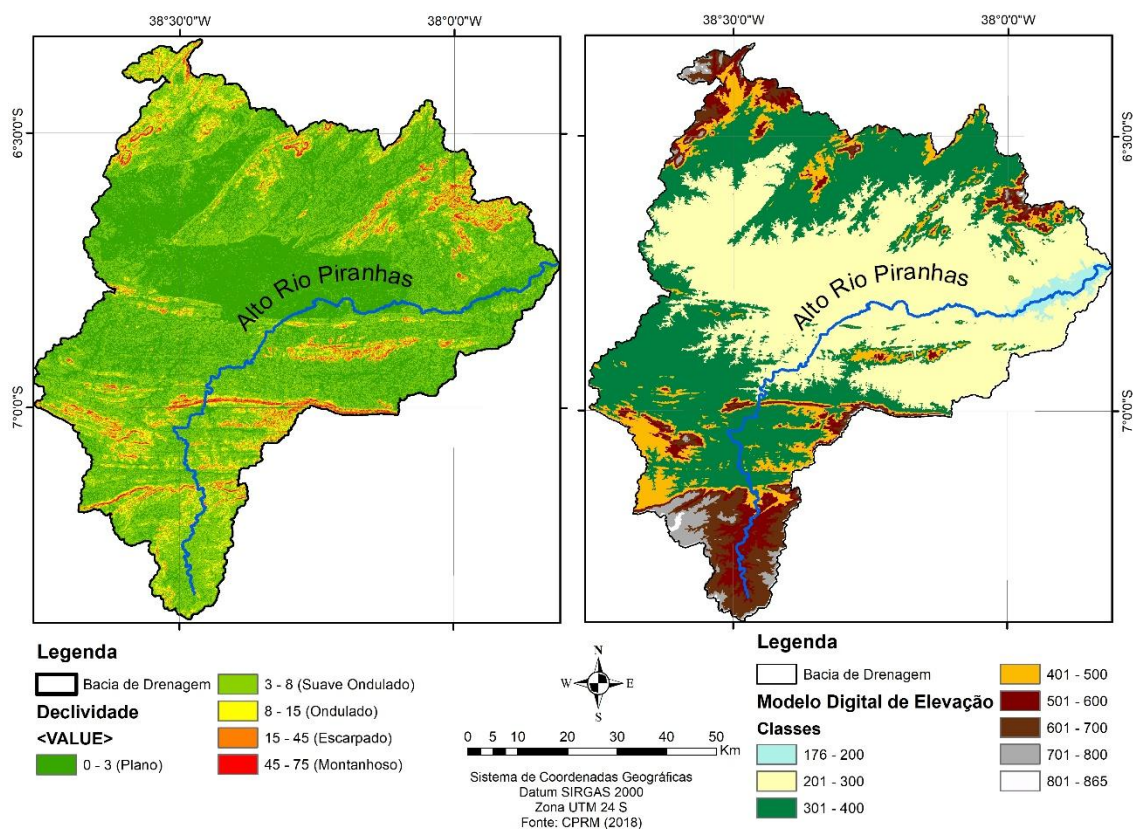 38°30'0"W
38°0'0"W
38°30'0"W
38°0'0"W
6°30'0"S
7°0'0"S
Alto Rio Piranhas
Alto Rio Piranhas
6°30'0"S
7°0'0"S
Legenda
Bacia de Drenagem
Declividade
<VALUE>
0 - 3 (Plano)
3 - 8 (Suave Ondulado)
8 - 15 (Ondulado)
15 - 45 (Escarpado)
45 - 75 (Montanhoso)
N
W E
S
0 5 10 20 30 40 50
Km
Sistema de Coordenadas Geográficas
Datum SIRGAS 2000
Zona UTM 24 S
Fonte: CPRM (2018)
Legenda
Bacia de Drenagem
Modelo Digital de Elevação
Classes
176 - 200
201 - 300
301 - 400
401 - 500
501 - 600
601 - 700
701 - 800
801 - 865